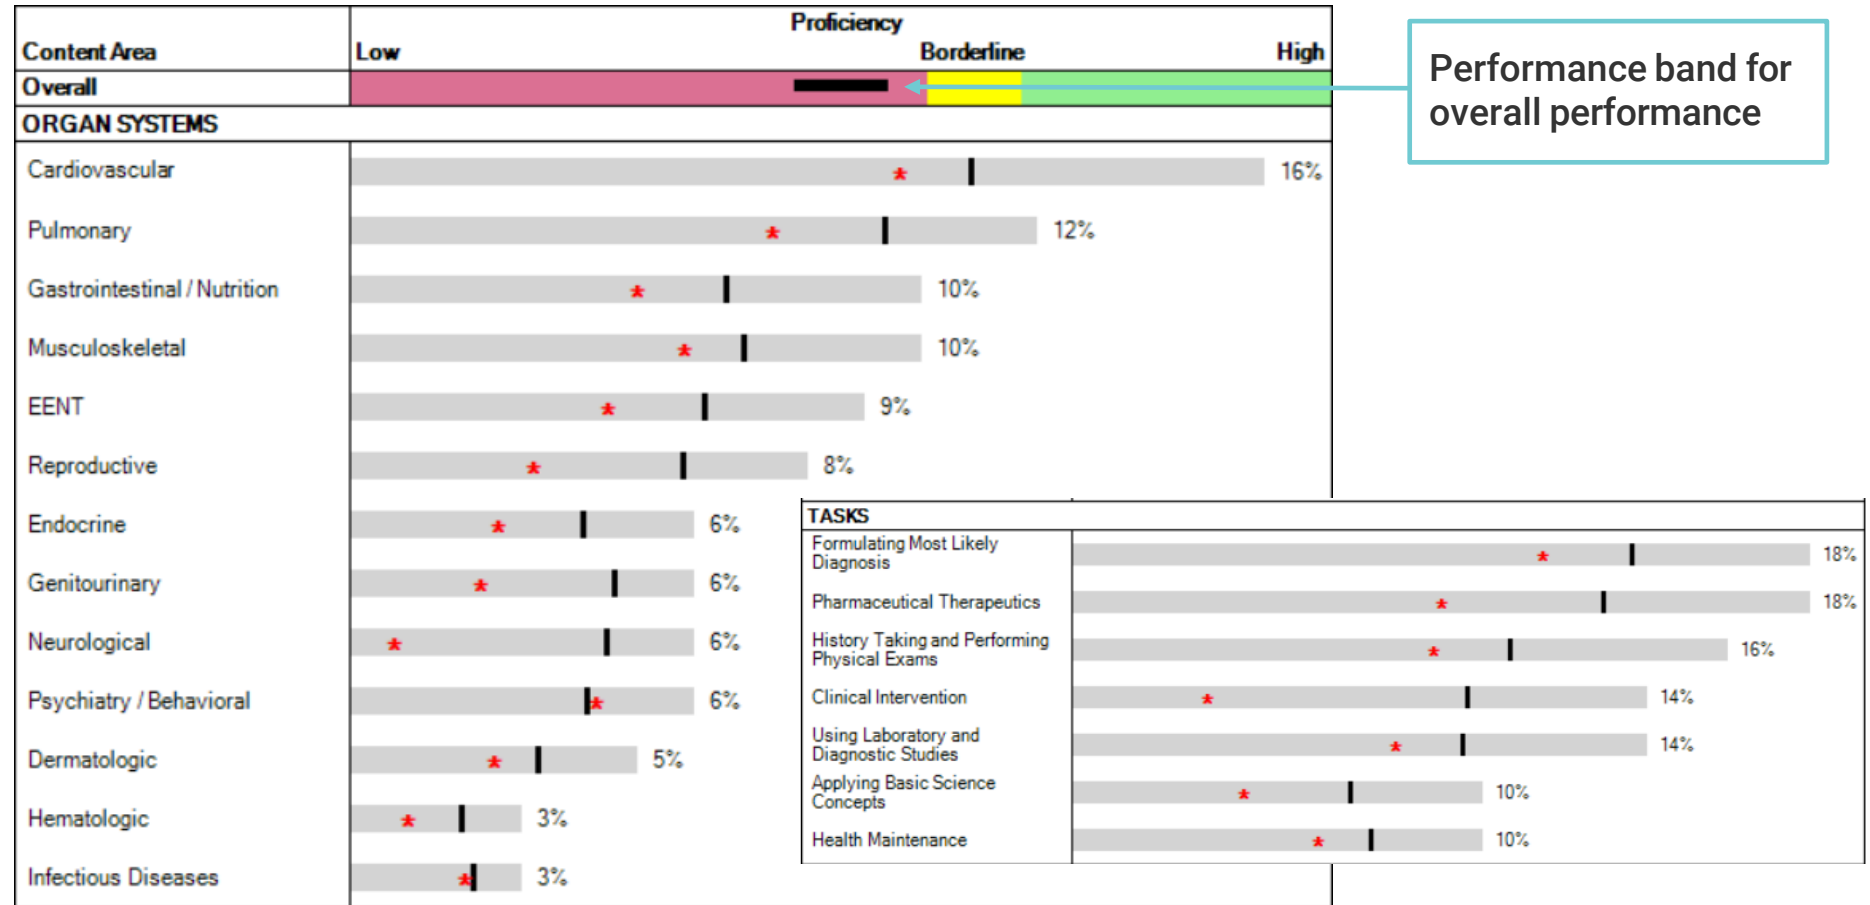 Proficiency
Content Area Low Borderline High
Overall
ORGAN SYSTEMS
Cardiovascular 16%
Pulmonary 12%
Gastrointestinal / Nutrition 10%
Musculoskeletal 10%
EENT 9%
Reproductive 8%
Endocrine 6%
Genitourinary 6%
Neurological 6%
Psychiatry / Behavioral 6%
Dermatologic 5%
Hematologic 3%
Infectious Diseases 3%
Performance band for
overall performance
TASKS
Formulating Most Likely
Diagnosis 18%
Pharmaceutical Therapeutics 18%
History Taking and Performing
Physical Exams 16%
Clinical Intervention 14%
Using Laboratory and
Diagnostic Studies 14%
Applying Basic Science
Concepts 10%
Health Maintenance 10%